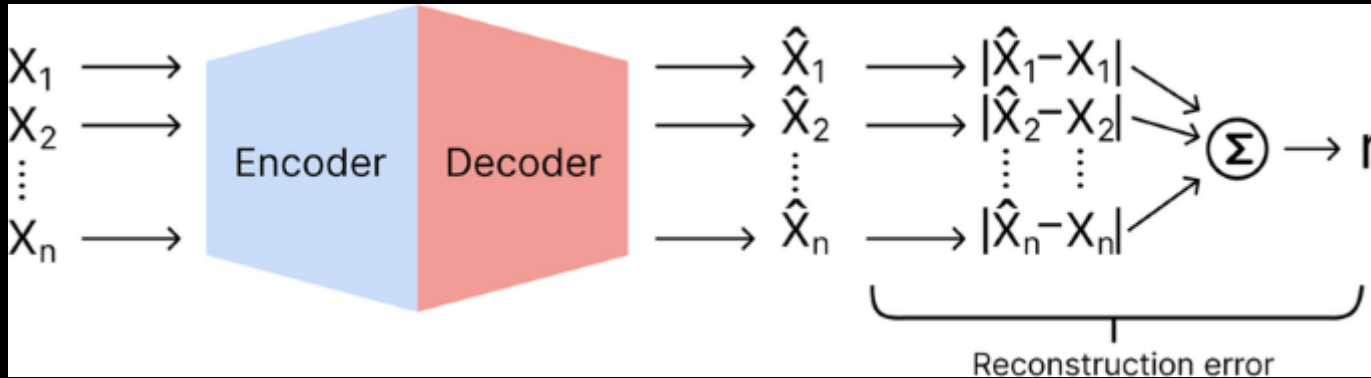 X₁ X̂₁ |X̂₁–X₁|
X₂ X̂₂ |X̂₂–X₂|
Encoder Decoder Σ
Xₙ X̂ₙ |X̂ₙ–Xₙ|
Reconstruction error